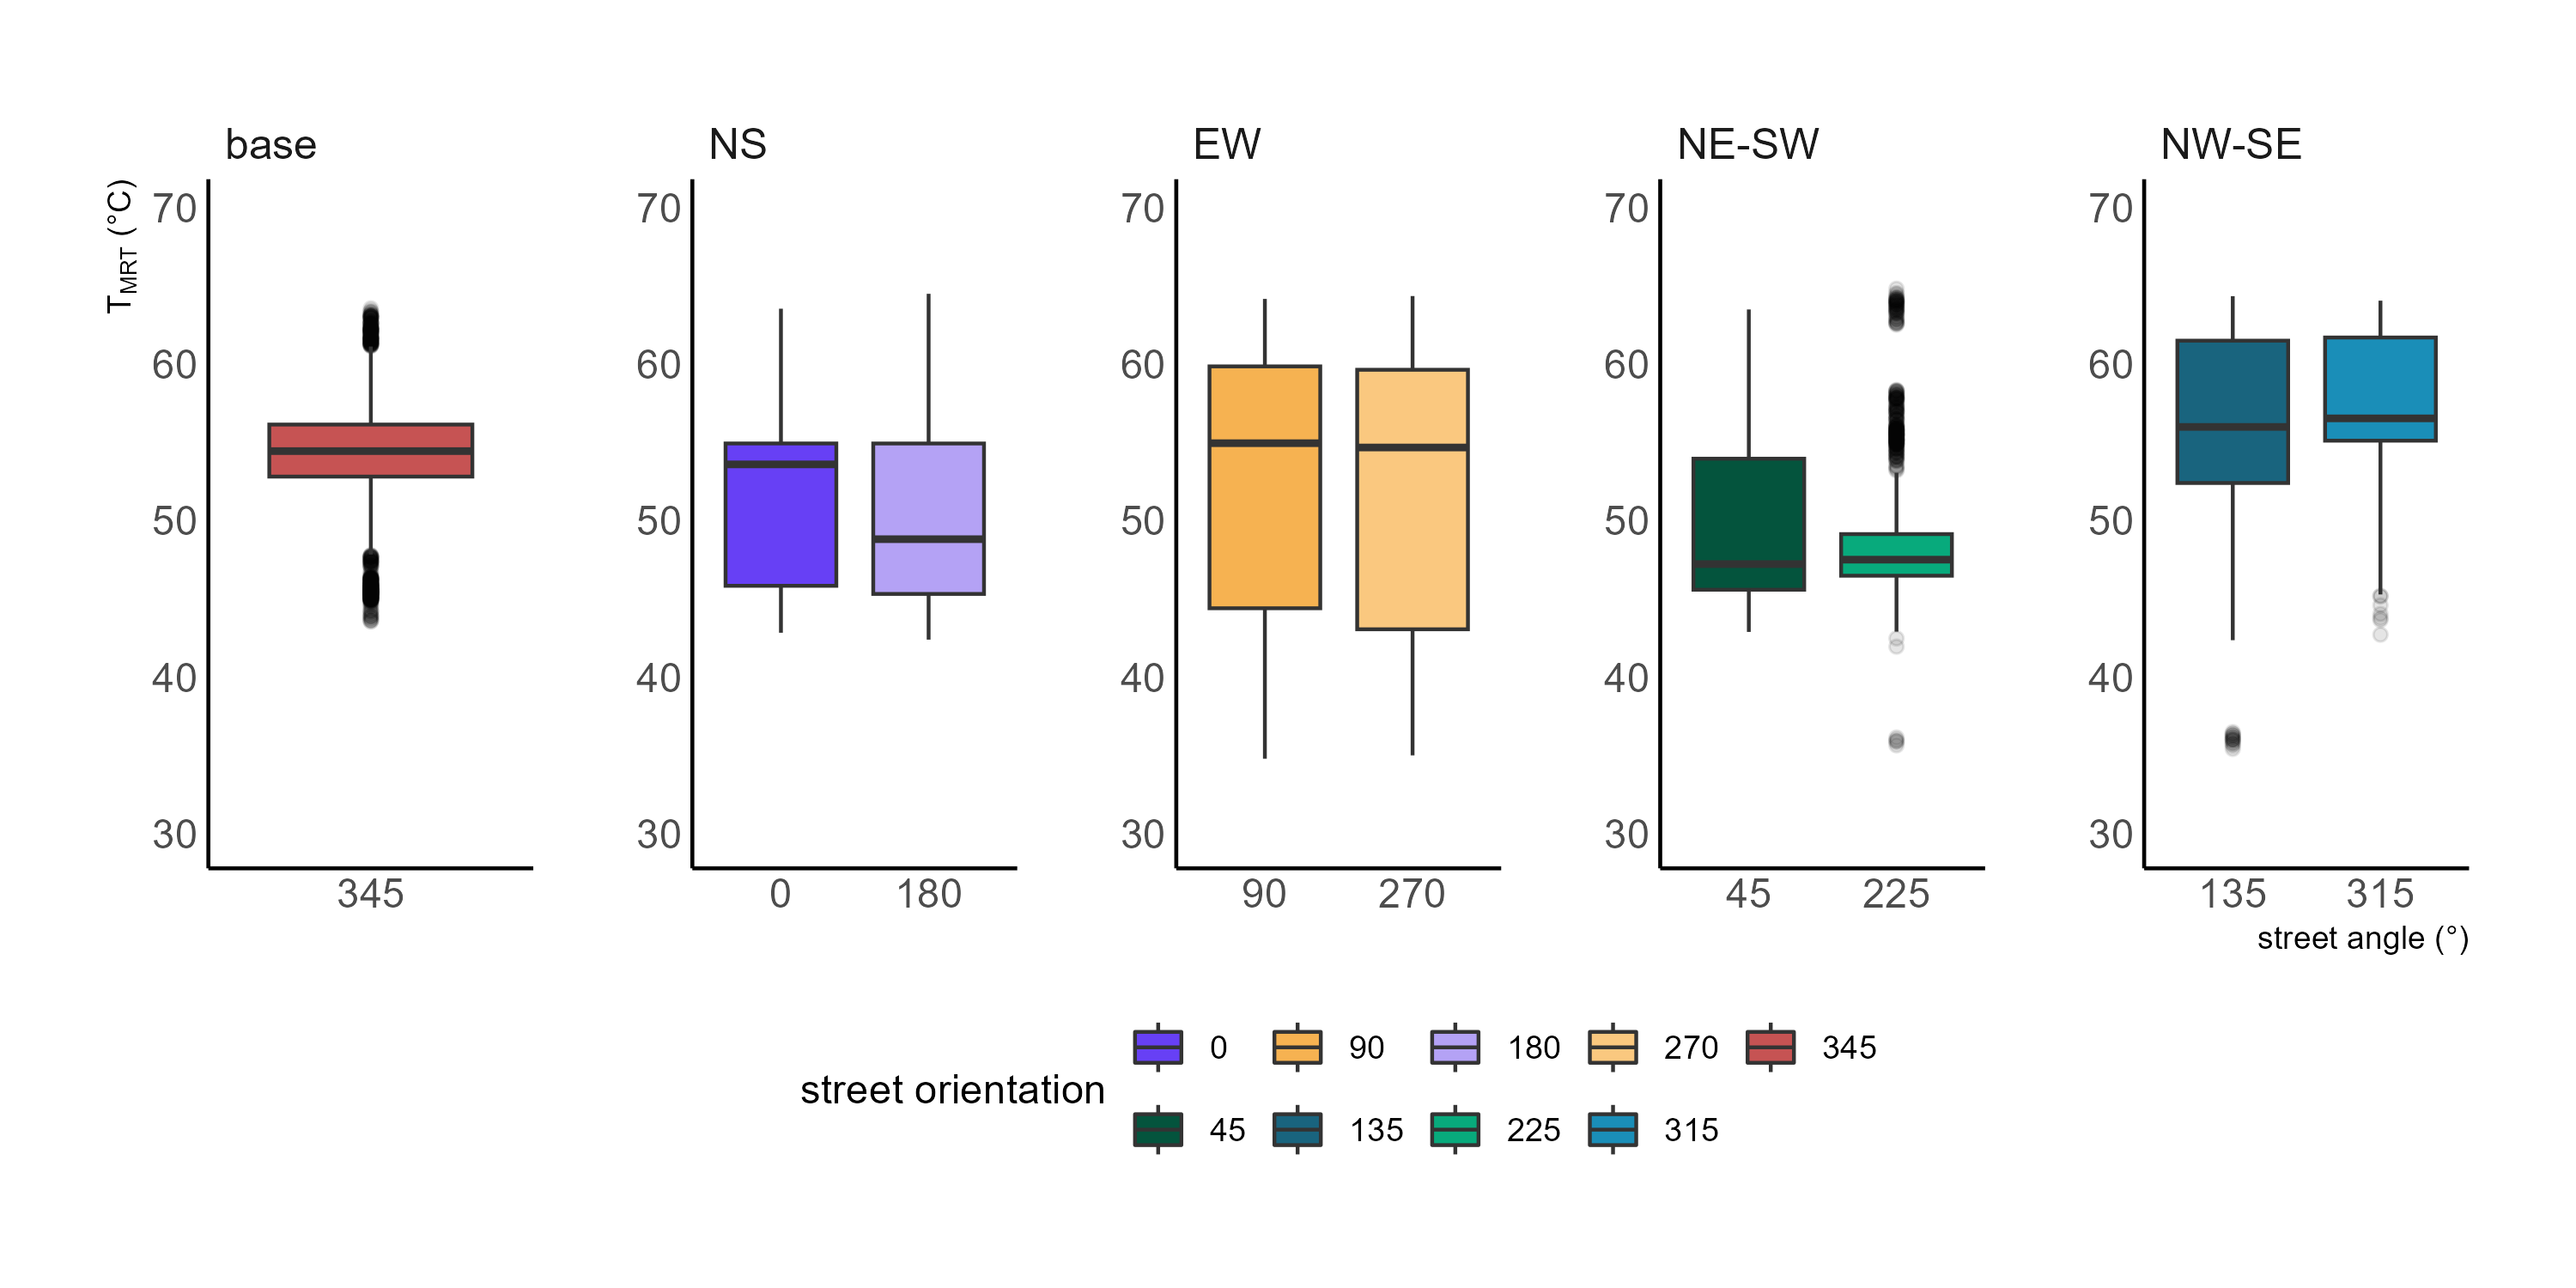 base NS EW NE-SW NW-SE
T_MRT (°C)
70 70 70 70 70
60 60 60 60 60
50 50 50 50 50
40 40 40 40 40
30 30 30 30 30
345 0 180 90 270 45 225 135 315
street angle (°)
street orientation
0 90 180 270 345
45 135 225 315